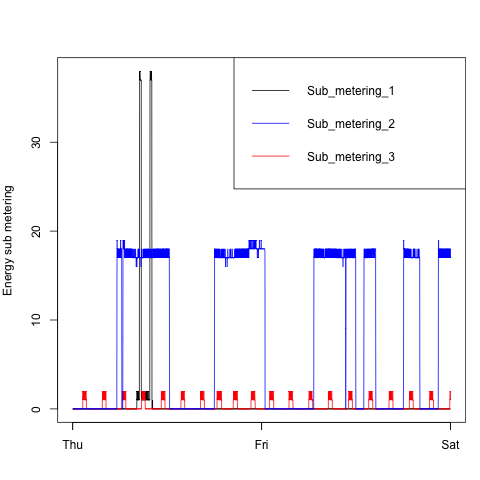 Sub_metering_1
Sub_metering_2
Sub_metering_3
Energy sub metering
30
20
10
0
Thu
Fri
Sat